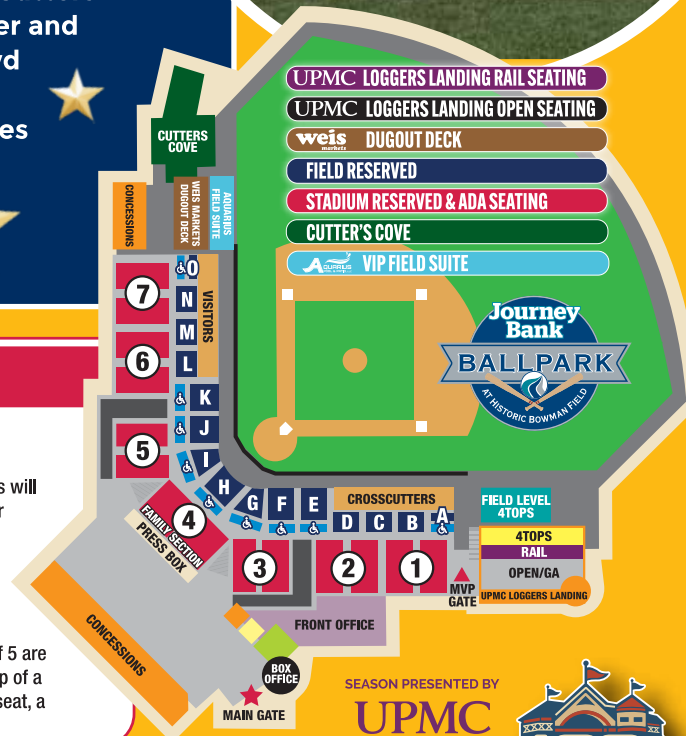 er and
yd
es
UPMC LOGGERS LANDING RAIL SEATING
UPMC LOGGERS LANDING OPEN SEATING
weis markets DUGOUT DECK
FIELD RESERVED
STADIUM RESERVED & ADA SEATING
CUTTER'S COVE
AQUARIUS VIP FIELD SUITE
CUTTERS
COVE
CONCESSIONS
WEIS MARKETS
DUGOUT DECK
AQUARIUS
FIELD SUITE
7
6
5
O
N
M
L
K
J
I
H
G
F
E
VISITORS
Journey
Bank
BALLPARK
AT HISTORIC BOWMAN FIELD
CROSSCUTTERS
D
C
B
A
FIELD LEVEL
4TOPS
4TOPS
RAIL
OPEN/GA
UPMC LOGGERS LANDING
4
FAMILY SECTION
PRESS BOX
3
2
1
MVP
GATE
FRONT OFFICE
CONCESSIONS
BOX
OFFICE
MAIN GATE
s will
r
f 5 are
p of a
seat, a
SEASON PRESENTED BY
UPMC